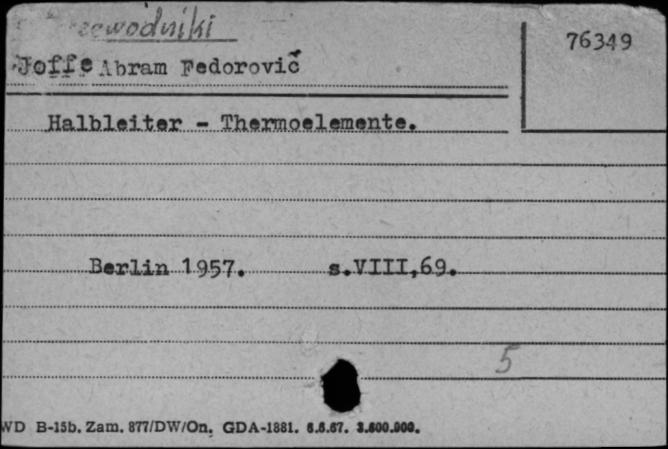 76349
Joffe Abram Fedorovič
Halbleiter - Thermoelemente.
Berlin 1957. s.VIII,69.
5
WD B-15b. Zam. 877/DW/On. GDA-1881. 6.6.67. 3.600.000.